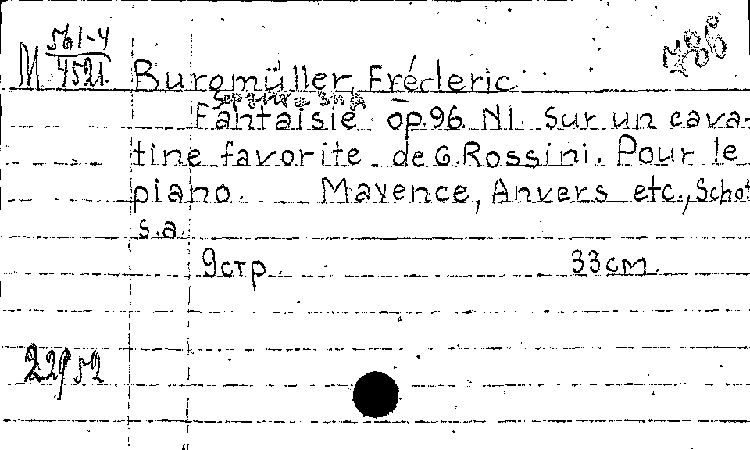 М 561-4
4521
786
Burgmüller, Fréderic
Fantaisie op.96 N1 Sur un cava-
tine favorite de G.Rossini. Pour le
piano. Mayence, Anvers etc., Schot
s.a.
9стр. 33см.
22952